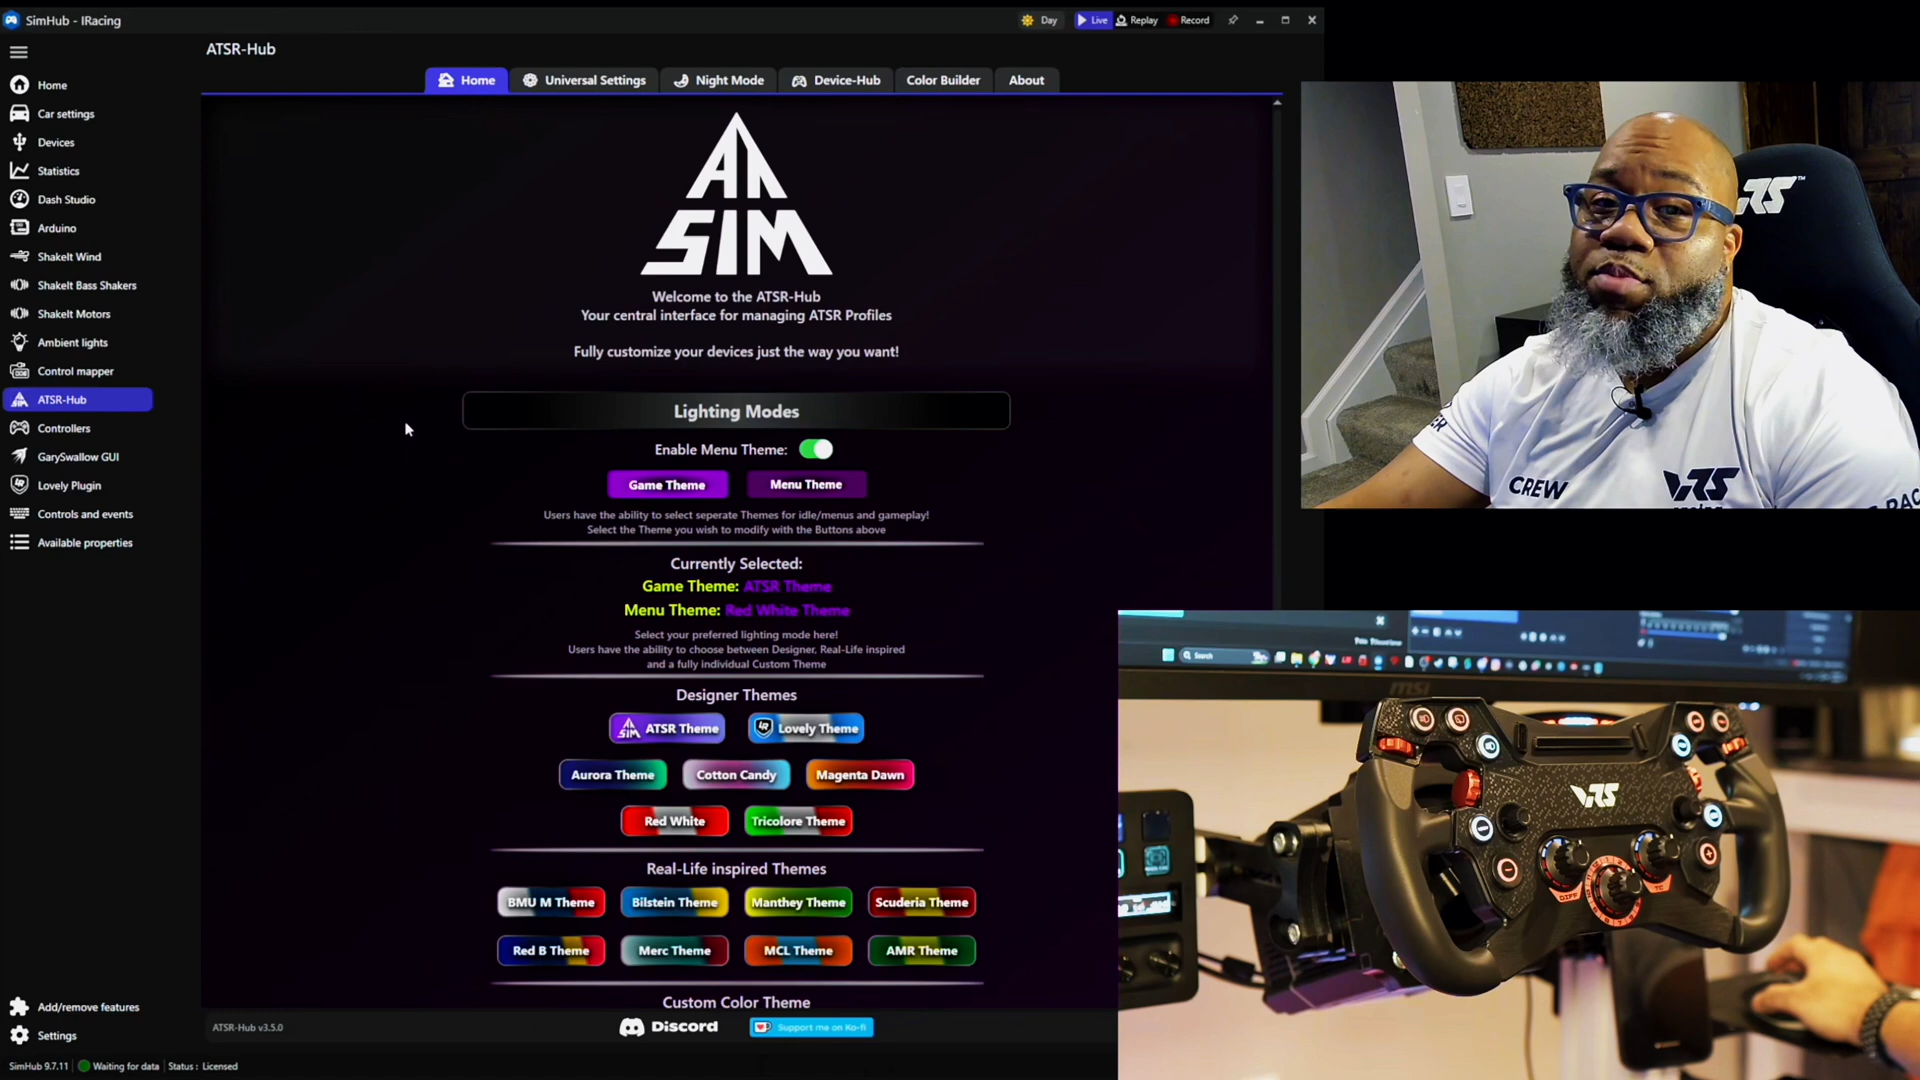 SimHub - IRacing
Day
Live
Replay
Record
ATSR-Hub
Home
Universal Settings
Night Mode
Device-Hub
Color Builder
About
Home
Car settings
Devices
Statistics
Dash Studio
Arduino
ShakeIt Wind
ShakeIt Bass Shakers
ShakeIt Motors
Ambient lights
Control mapper
ATSR-Hub
Controllers
GarySwallow GUI
Lovely Plugin
Controls and events
Available properties
Add/remove features
Settings
SimHub 9.7.11
Waiting for data
Status : Licensed
SIM
Welcome to the ATSR-Hub
Your central interface for managing ATSR Profiles
Fully customize your devices just the way you want!
Lighting Modes
Enable Menu Theme:
Game Theme
Menu Theme
Users have the ability to select seperate Themes for idle/menus and gameplay!
Select the Theme you wish to modify with the Buttons above
Currently Selected:
Game Theme: ATSR Theme
Menu Theme: Red White Theme
Select your preferred lighting mode here!
Users have the ability to choose between Designer, Real-Life inspired
and a fully individual Custom Theme
Designer Themes
ATSR Theme
Lovely Theme
Aurora Theme
Cotton Candy
Magenta Dawn
Red White
Tricolore Theme
Real-Life inspired Themes
BMU M Theme
Bilstein Theme
Manthey Theme
Scuderia Theme
Red B Theme
Merc Theme
MCL Theme
AMR Theme
Custom Color Theme
ATSR-Hub v3.5.0
Discord
Support me on Ko-fi
VRS
CREW
VRS
racing
Search
msi
VRS
DIFF
TC